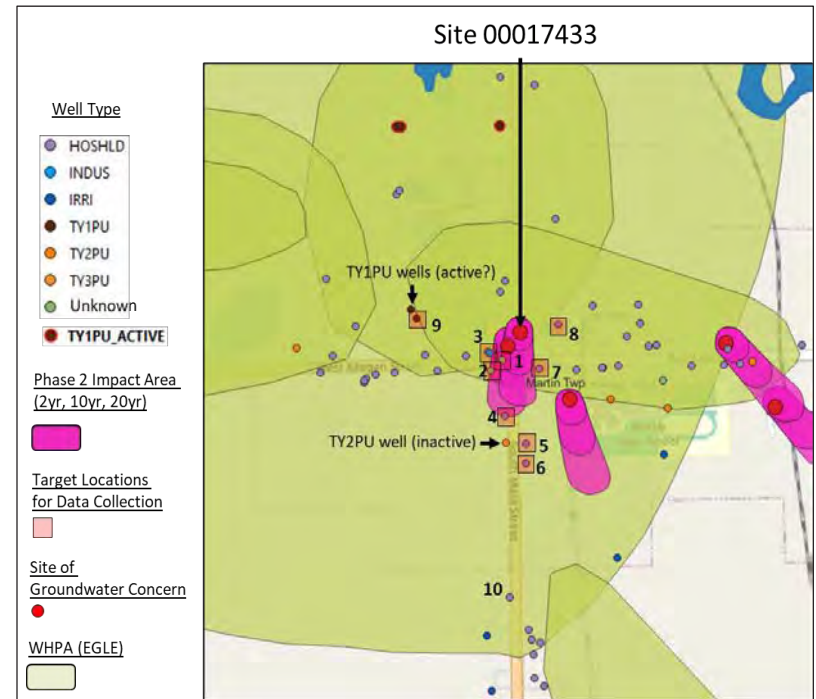 Site 00017433
Well Type
HOSHLD
INDUS
IRRI
TY1PU
TY2PU
TY3PU
Unknown
TY1PU_ACTIVE
Phase 2 Impact Area
(2yr, 10yr, 20yr)
Target Locations
for Data Collection
Site of
Groundwater Concern
WHPA (EGLE)
TY1PU wells (active?)
9
8
3
1
2
7
Martin Twp
4
TY2PU well (inactive)
5
6
10